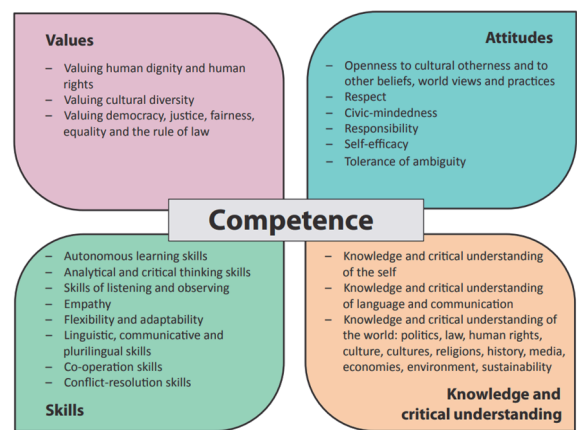 Values
– Valuing human dignity and human
rights
– Valuing cultural diversity
– Valuing democracy, justice, fairness,
equality and the rule of law
Attitudes
– Openness to cultural otherness and to
other beliefs, world views and practices
– Respect
– Civic-mindedness
– Responsibility
– Self-efficacy
– Tolerance of ambiguity
Competence
– Autonomous learning skills
– Analytical and critical thinking skills
– Skills of listening and observing
– Empathy
– Flexibility and adaptability
– Linguistic, communicative and
plurilingual skills
– Co-operation skills
– Conflict-resolution skills
Skills
– Knowledge and critical understanding
of the self
– Knowledge and critical understanding
of language and communication
– Knowledge and critical understanding of
the world: politics, law, human rights,
culture, cultures, religions, history, media,
economies, environment, sustainability
Knowledge and
critical understanding